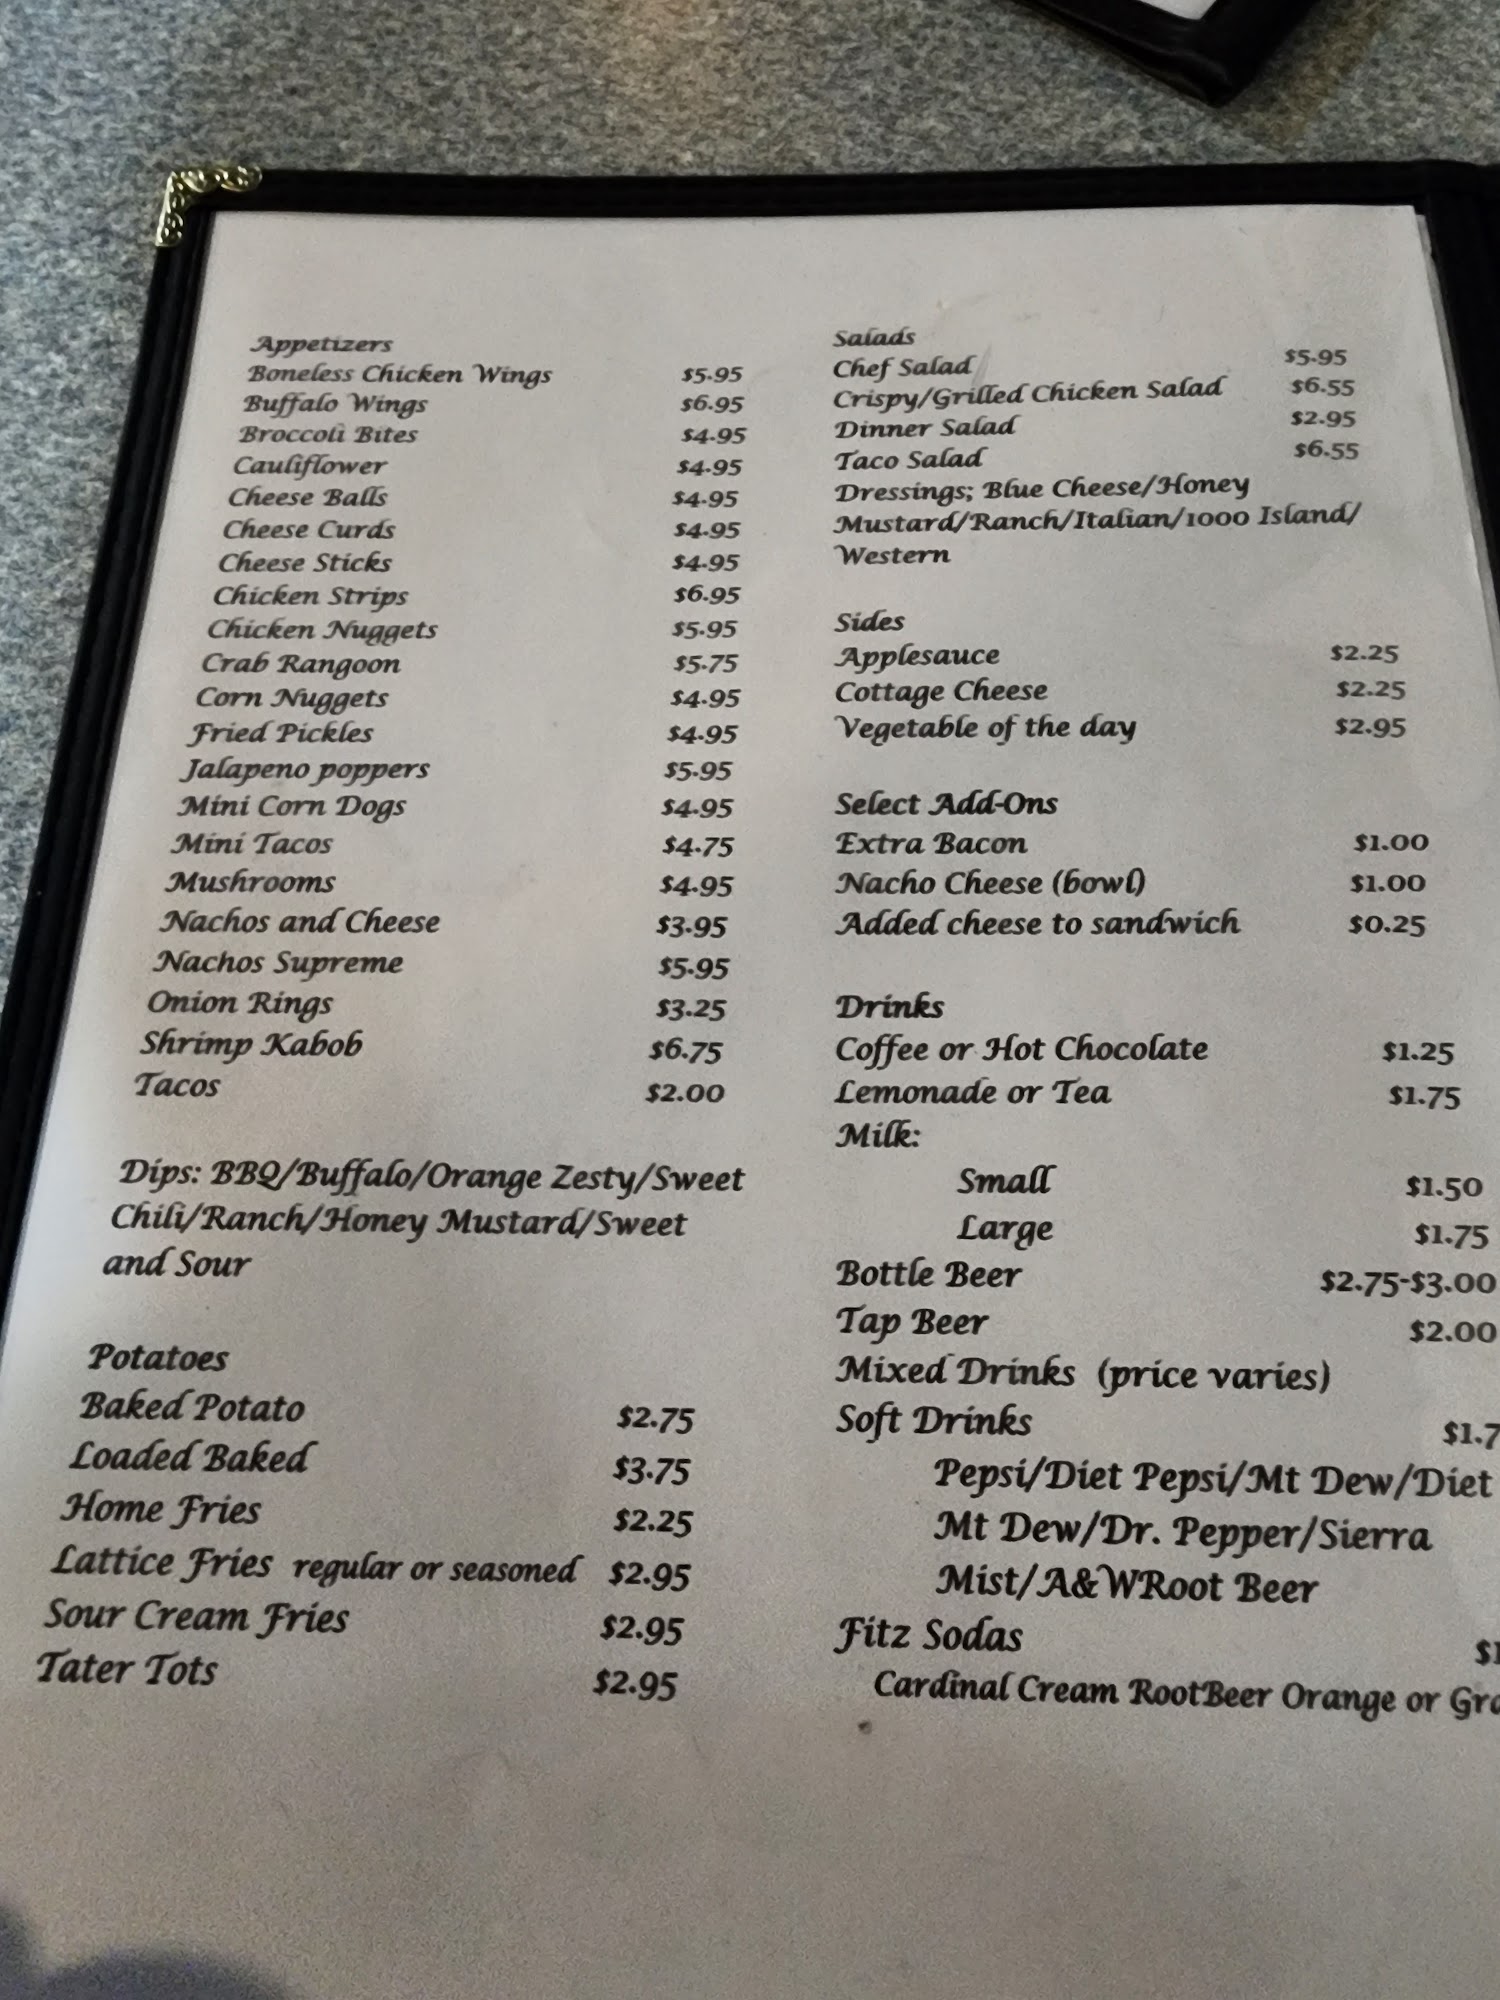 Appetizers
Boneless Chicken Wings $5.95
Buffalo Wings $6.95
Broccoli Bites $4.95
Cauliflower $4.95
Cheese Balls $4.95
Cheese Curds $4.95
Cheese Sticks $4.95
Chicken Strips $6.95
Chicken Nuggets $5.95
Crab Rangoon $5.75
Corn Nuggets $4.95
Fried Pickles $4.95
Jalapeno poppers $5.95
Mini Corn Dogs $4.95
Mini Tacos $4.75
Mushrooms $4.95
Nachos and Cheese $3.95
Nachos Supreme $5.95
Onion Rings $3.25
Shrimp Kabob $6.75
Tacos $2.00
Dips: BBQ/Buffalo/Orange Zesty/Sweet
Chili/Ranch/Honey Mustard/Sweet
and Sour
Potatoes
Baked Potato $2.75
Loaded Baked $3.75
Home Fries $2.25
Lattice Fries regular or seasoned $2.95
Sour Cream Fries $2.95
Tater Tots $2.95
Salads
Chef Salad $5.95
Crispy/Grilled Chicken Salad $6.55
Dinner Salad $2.95
Taco Salad $6.55
Dressings; Blue Cheese/Honey
Mustard/Ranch/Italian/1000 Island/
Western
Sides
Applesauce $2.25
Cottage Cheese $2.25
Vegetable of the day $2.95
Select Add-Ons
Extra Bacon $1.00
Nacho Cheese (bowl) $1.00
Added cheese to sandwich $0.25
Drinks
Coffee or Hot Chocolate $1.25
Lemonade or Tea $1.75
Milk:
Small $1.50
Large $1.75
Bottle Beer $2.75-$3.00
Tap Beer $2.00
Mixed Drinks (price varies)
Soft Drinks
Pepsi/Diet Pepsi/Mt Dew/Diet
Mt Dew/Dr. Pepper/Sierra
Mist/A&WRoot Beer
Fitz Sodas
Cardinal Cream RootBeer Orange or